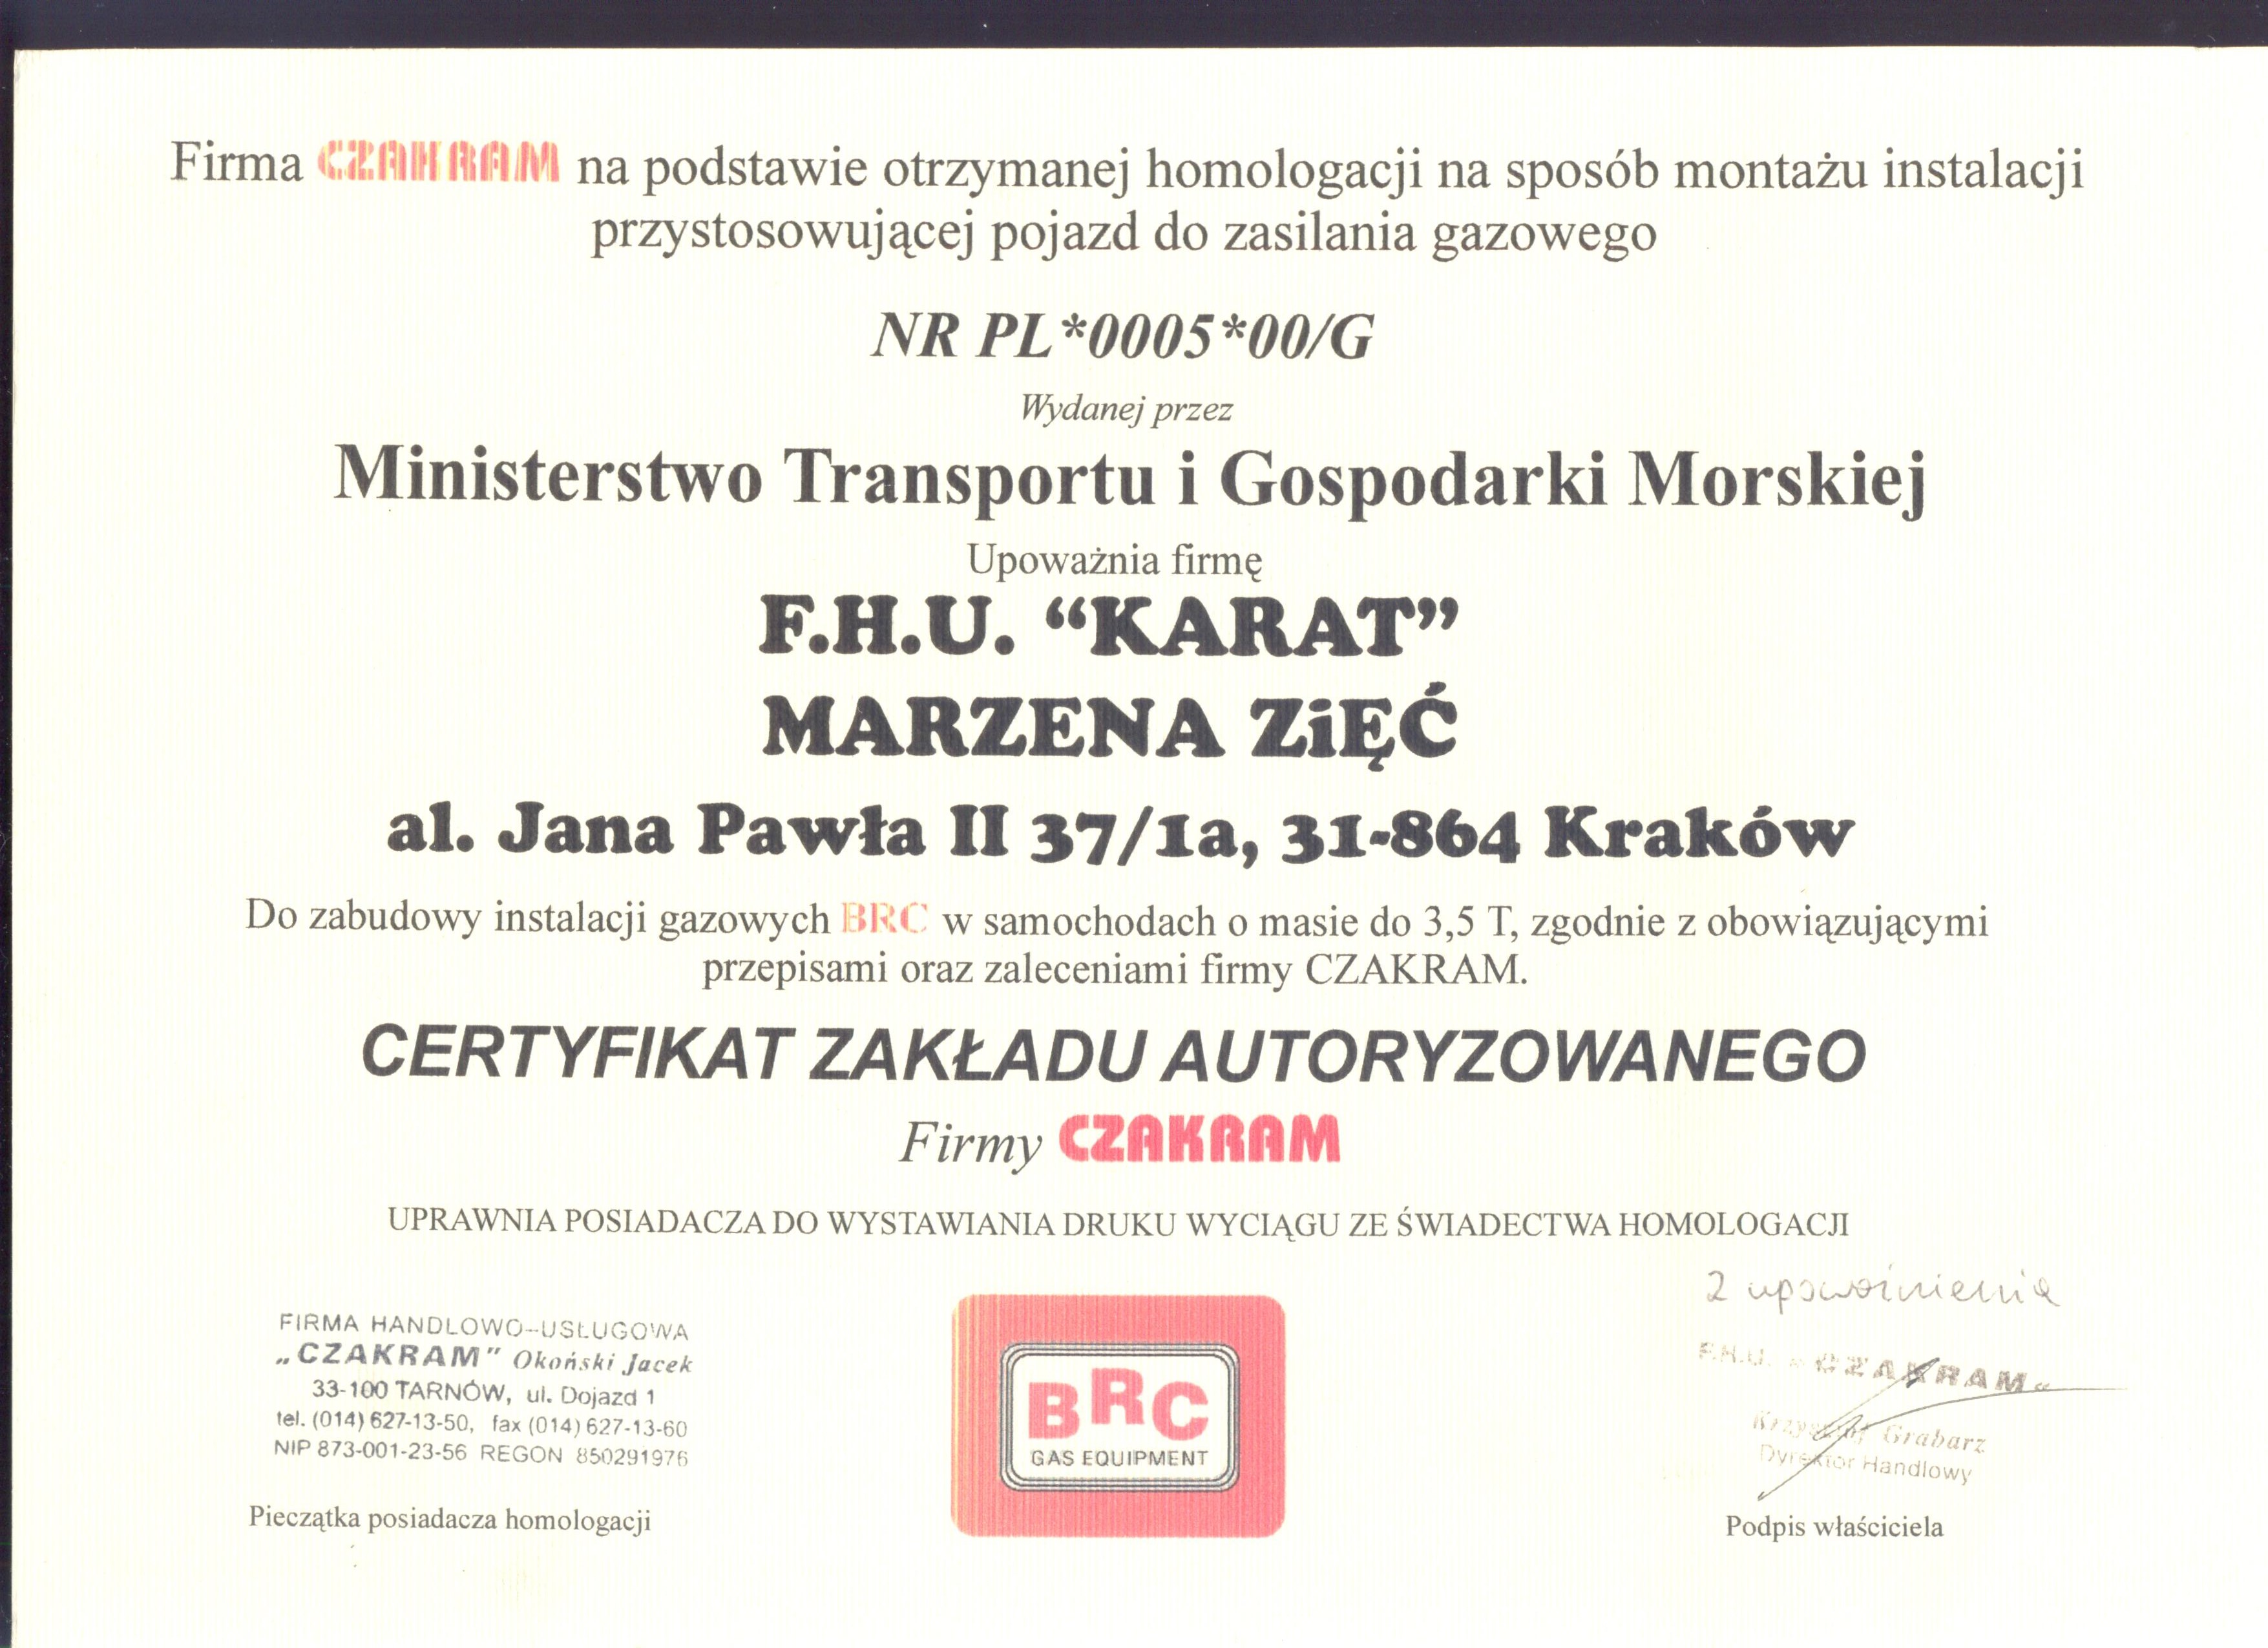 Firma CZAKRAM na podstawie otrzymanej homologacji na sposób montażu instalacji
przystosowującej pojazd do zasilania gazowego
NR PL*0005*00/G
Wydanej przez
Ministerstwo Transportu i Gospodarki Morskiej
Upoważnia firmę
F.H.U. “KARAT”
MARZENA ZiĘĆ
al. Jana Pawła II 37/1a, 31-864 Kraków
Do zabudowy instalacji gazowych BRC w samochodach o masie do 3,5 T, zgodnie z obowiązującymi
przepisami oraz zaleceniami firmy CZAKRAM.
CERTYFIKAT ZAKŁADU AUTORYZOWANEGO
Firmy CZAKRAM
UPRAWNIA POSIADACZA DO WYSTAWIANIA DRUKU WYCIĄGU ZE ŚWIADECTWA HOMOLOGACJI
FIRMA HANDLOWO-USŁUGOWA
„CZAKRAM” Okoński Jacek
33-100 TARNÓW, ul. Dojazd 1
tel. (014) 627-13-50, fax (014) 627-13-60
NIP 873-001-23-56 REGON 850291976
Pieczątka posiadacza homologacji
BRC
GAS EQUIPMENT
Z upoważnienia
F.H.U. „CZAKRAM"
Krzysztof Grabarz
Dyrektor Handlowy
Podpis właściciela